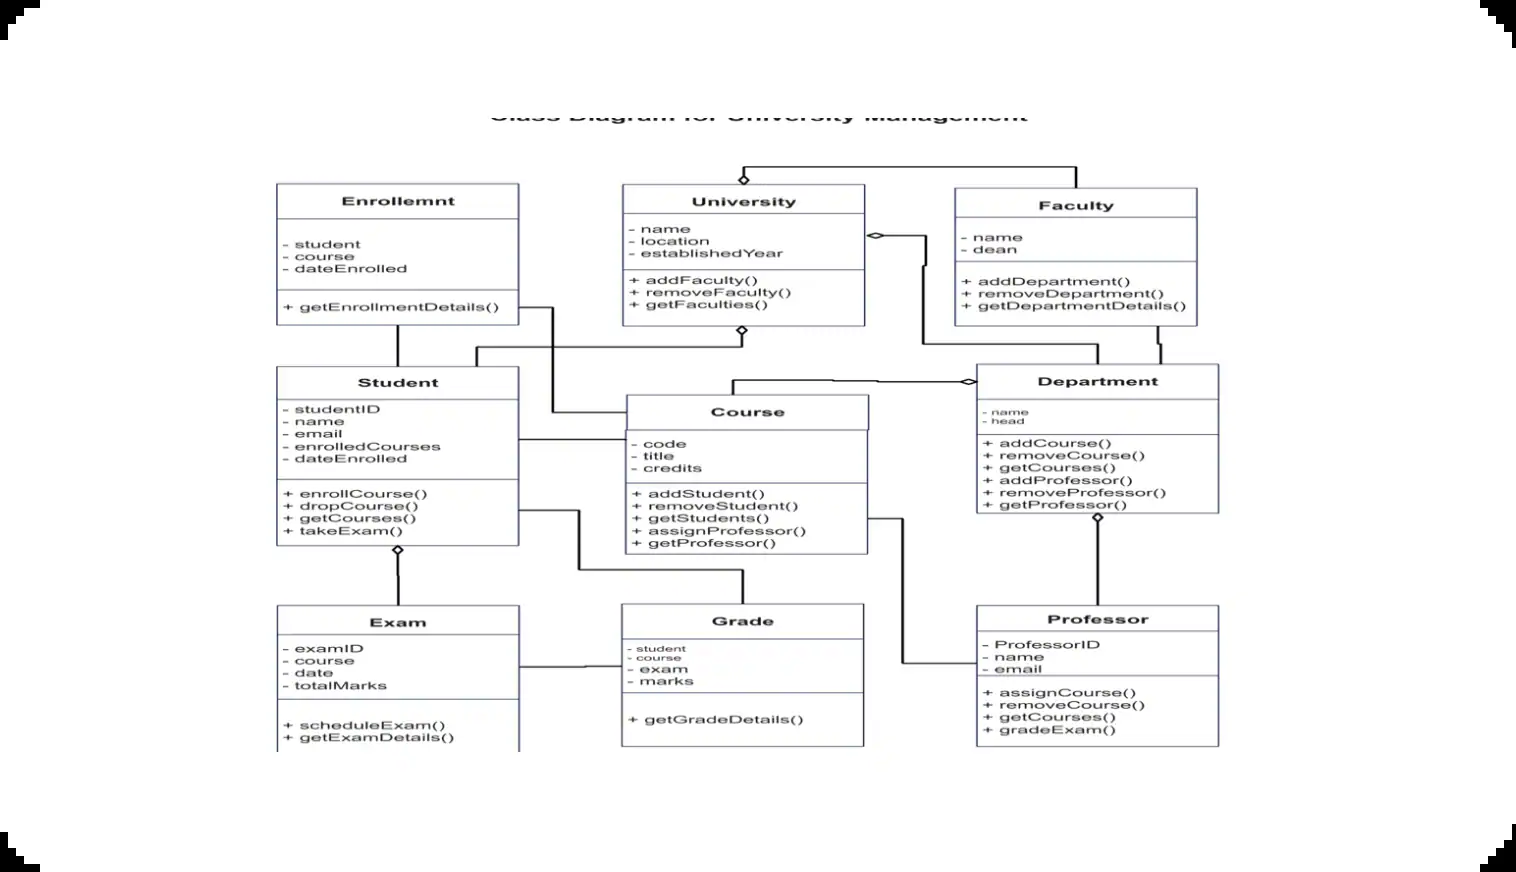 Class Diagram for University Management
Enrollemnt
- student
- course
- dateEnrolled
+ getEnrollmentDetails()
University
- name
- location
- establishedYear
+ addFaculty()
+ removeFaculty()
+ getFaculties()
Faculty
- name
- dean
+ addDepartment()
+ removeDepartment()
+ getDepartmentDetails()
Student
- studentID
- name
- email
- enrolledCourses
- dateEnrolled
+ enrollCourse()
+ dropCourse()
+ getCourses()
+ takeExam()
Course
- code
- title
- credits
+ addStudent()
+ removeStudent()
+ getStudents()
+ assignProfessor()
+ getProfessor()
Department
- name
- head
+ addCourse()
+ removeCourse()
+ getCourses()
+ addProfessor()
+ removeProfessor()
+ getProfessor()
Exam
- examID
- course
- date
- totalMarks
+ scheduleExam()
+ getExamDetails()
Grade
- student
- course
- exam
- marks
+ getGradeDetails()
Professor
- ProfessorID
- name
- email
+ assignCourse()
+ removeCourse()
+ getCourses()
+ gradeExam()